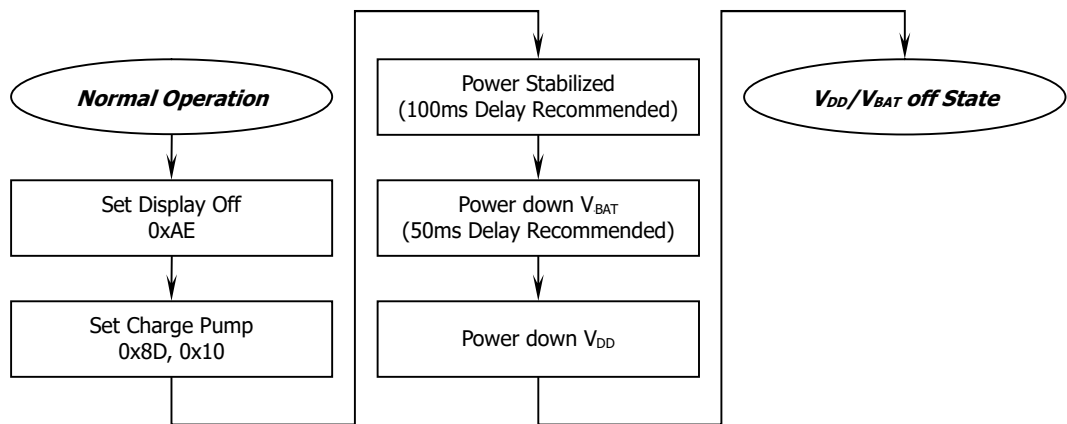 Normal Operation
Set Display Off
0xAE
Set Charge Pump
0x8D, 0x10
Power Stabilized
(100ms Delay Recommended)
Power down VBAT
(50ms Delay Recommended)
Power down VDD
VDD/VBAT off State